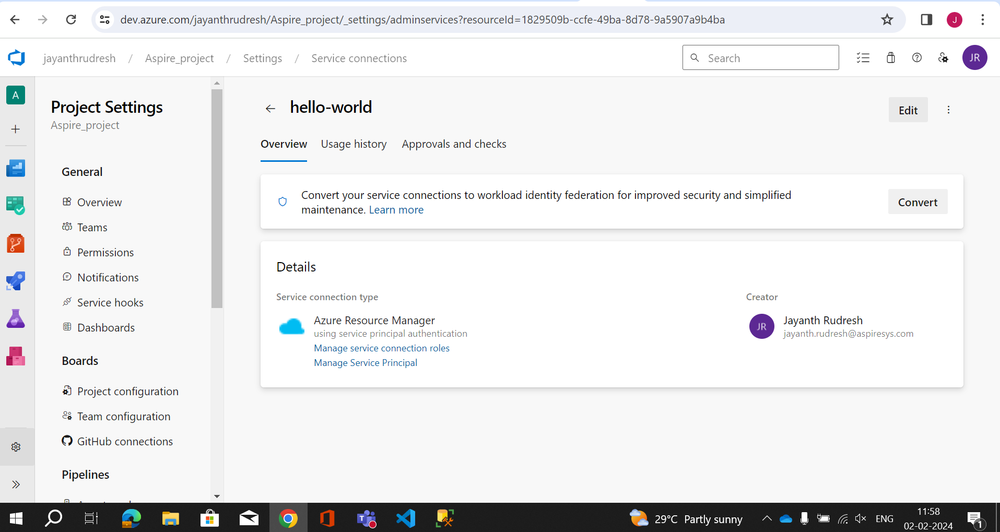 dev.azure.com/jayanthrudresh/Aspire_project/_settings/adminservices?resourceId=1829509b-ccfe-49ba-8d78-9a5907a9b4ba
J
jayanthrudresh / Aspire_project / Settings / Service connections
Search
JR
A
Project Settings
Aspire_project
General
Overview
Teams
Permissions
Notifications
Service hooks
Dashboards
Boards
Project configuration
Team configuration
GitHub connections
Pipelines
hello-world
Edit
Overview
Usage history
Approvals and checks
Convert your service connections to workload identity federation for improved security and simplified
maintenance. Learn more
Convert
Details
Service connection type
Azure Resource Manager
using service principal authentication
Manage service connection roles
Manage Service Principal
Creator
JR
Jayanth Rudresh
jayanth.rudresh@aspiresys.com
29°C Partly sunny
ENG
11:58
02-02-2024
1